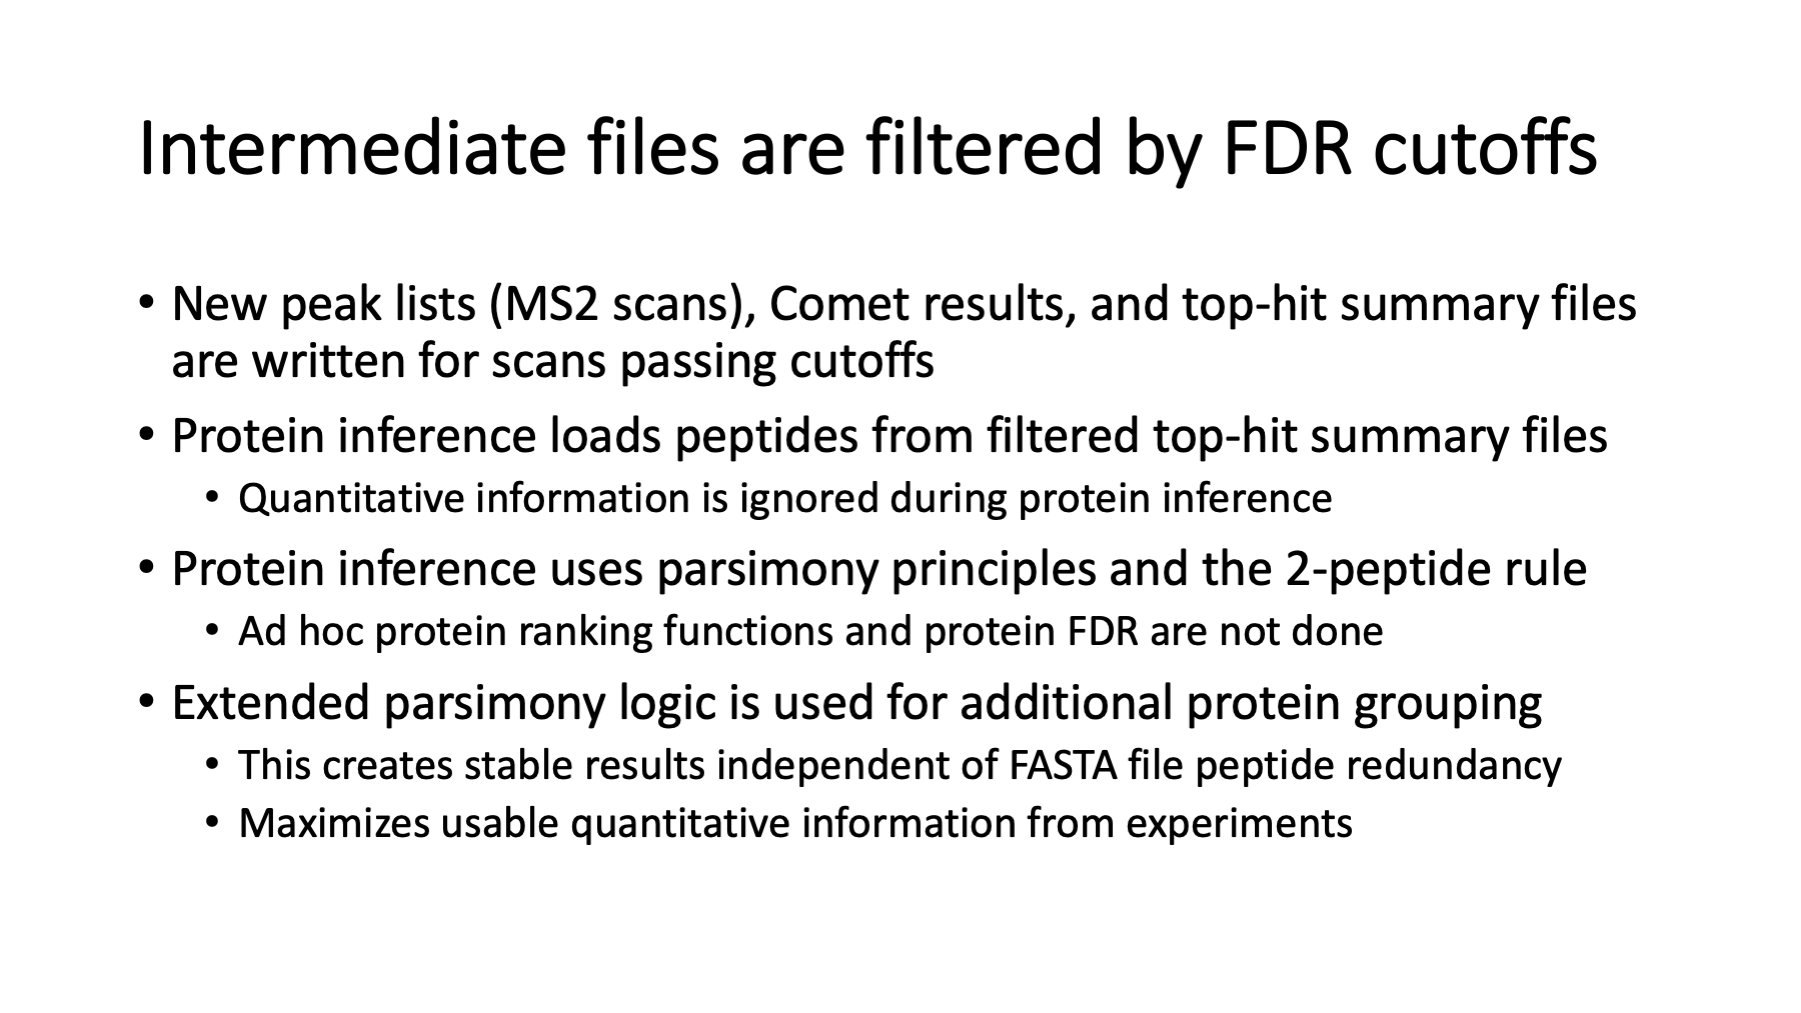 Intermediate files are filtered by FDR cutoffs
• New peak lists (MS2 scans), Comet results, and top-hit summary files
are written for scans passing cutoffs
• Protein inference loads peptides from filtered top-hit summary files
• Quantitative information is ignored during protein inference
• Protein inference uses parsimony principles and the 2-peptide rule
• Ad hoc protein ranking functions and protein FDR are not done
• Extended parsimony logic is used for additional protein grouping
• This creates stable results independent of FASTA file peptide redundancy
• Maximizes usable quantitative information from experiments